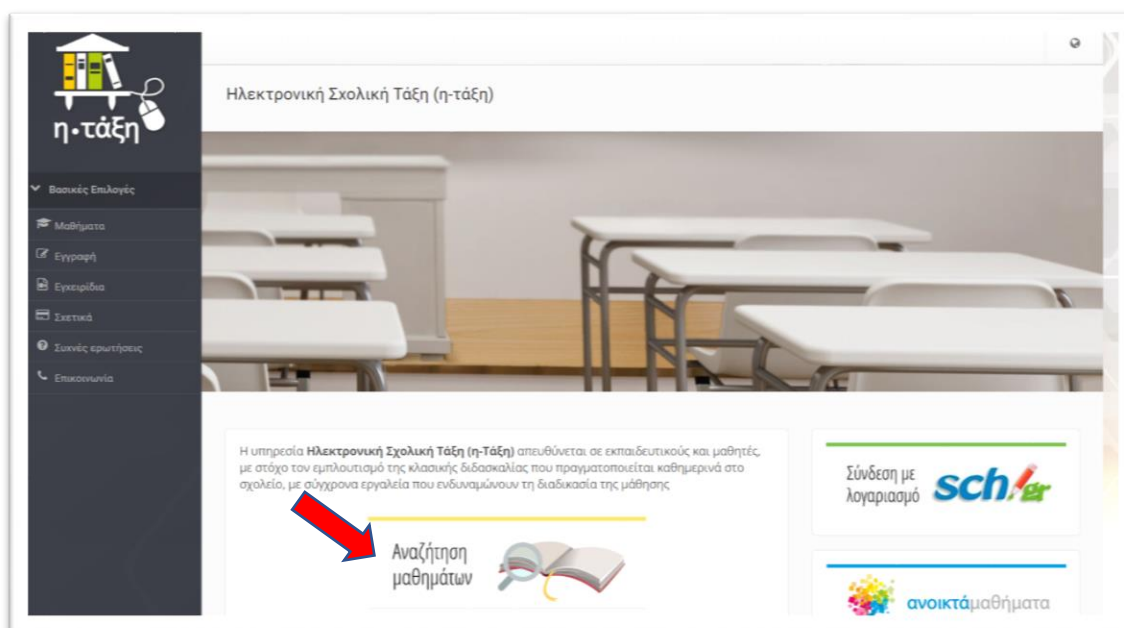 η·τάξη
Ηλεκτρονική Σχολική Τάξη (η-τάξη)
Βασικές Επιλογές
Μαθήματα
Εγγραφή
Εγχειρίδια
Σχετικά
Συχνές ερωτήσεις
Επικοινωνία
Η υπηρεσία Ηλεκτρονική Σχολική Τάξη (η-Τάξη) απευθύνεται σε εκπαιδευτικούς και μαθητές,
με στόχο τον εμπλουτισμό της κλασικής διδασκαλίας που πραγματοποιείται καθημερινά στο
σχολείο, με σύγχρονα εργαλεία που ενδυναμώνουν τη διαδικασία της μάθησης
Αναζήτηση
μαθημάτων
Σύνδεση με
λογαριασμό
sch.gr
ανοικτάμαθήματα